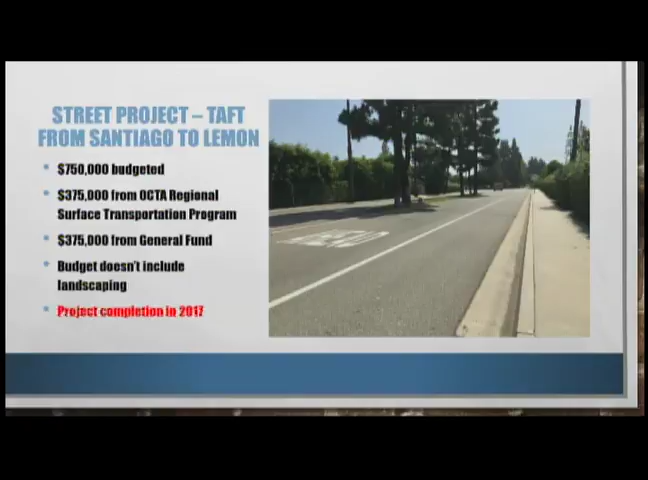 STREET PROJECT – TAFT
FROM SANTIAGO TO LEMON
$750,000 budgeted
$375,000 from OCTA Regional
Surface Transportation Program
$375,000 from General Fund
Budget doesn't include
landscaping
Project completion in 2017